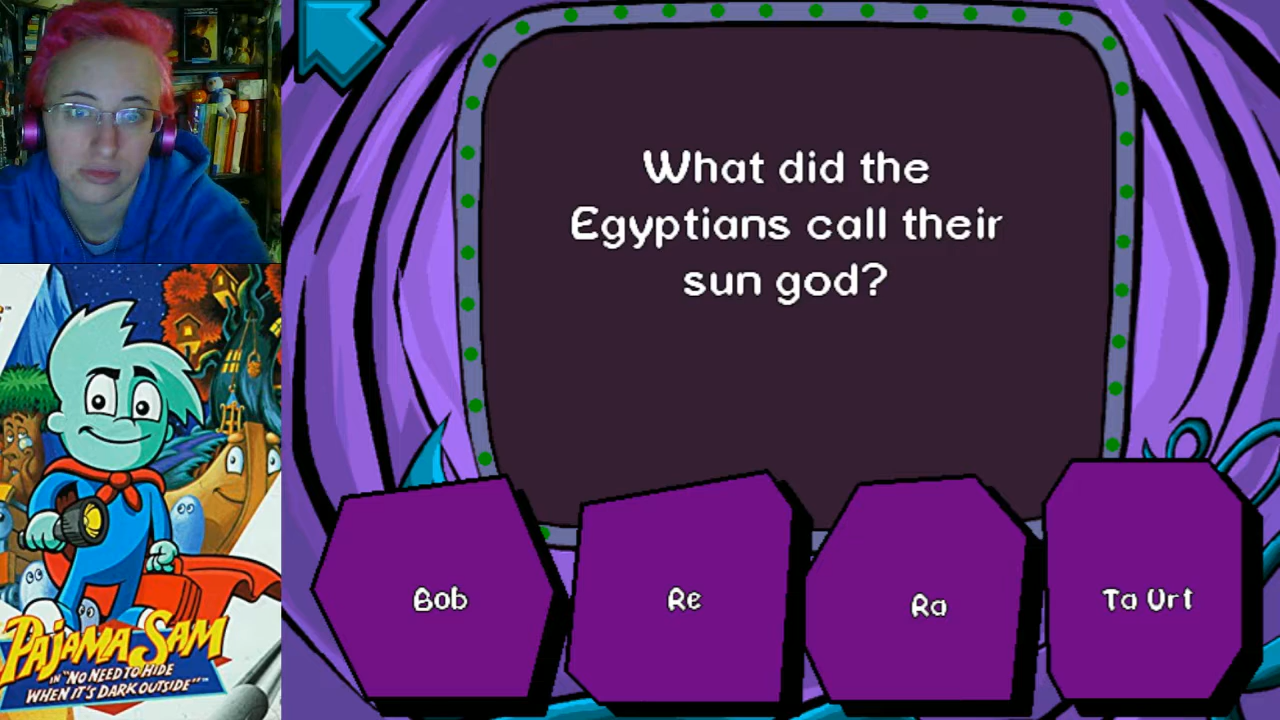 What did the
Egyptians call their
sun god?
Bob
Re
Ra
Ta Urt
PAJAMA SAM
IN "NO NEED TO HIDE
WHEN IT'S DARK OUTSIDE"™